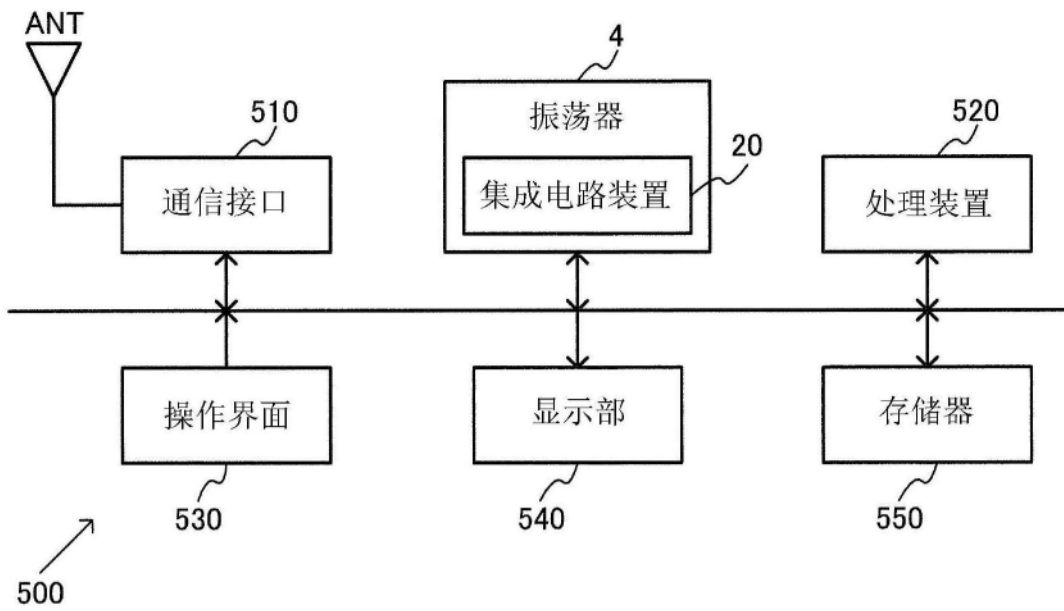 ANT
4
510
振荡器
520
20
通信接口
集成电路装置
处理装置
操作界面
显示部
存储器
530
540
550
500